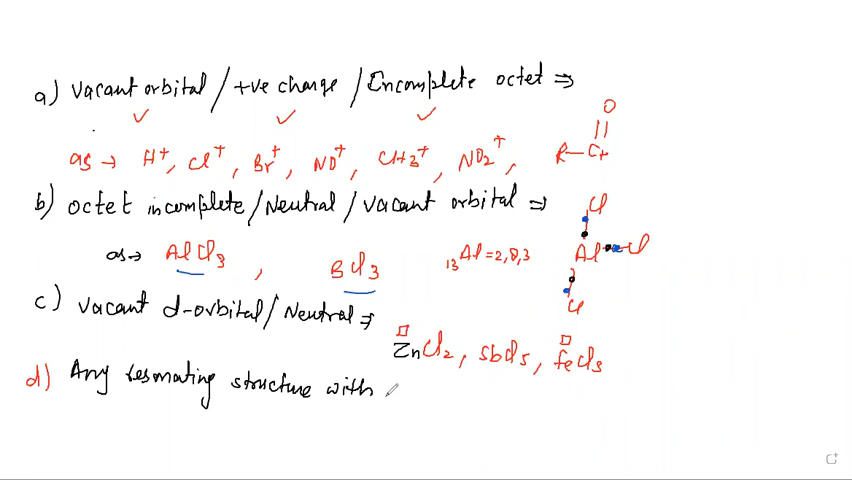 a) Vacant orbital / +ve charge / Incomplete octet ⇒
as → H+, Cl+, Br+, NO+, CH3+, NO2+,
O
R—C+
b) octet incomplete / Neutral / vacant orbital ⇒
as → AlCl3, BCl3
13Al = 2,8,3
Cl
Al—Cl
Cl
c) Vacant d-orbital / Neutral ⇒
ZnCl2, SbCl5, FeCl3
d) Any resonating structure with